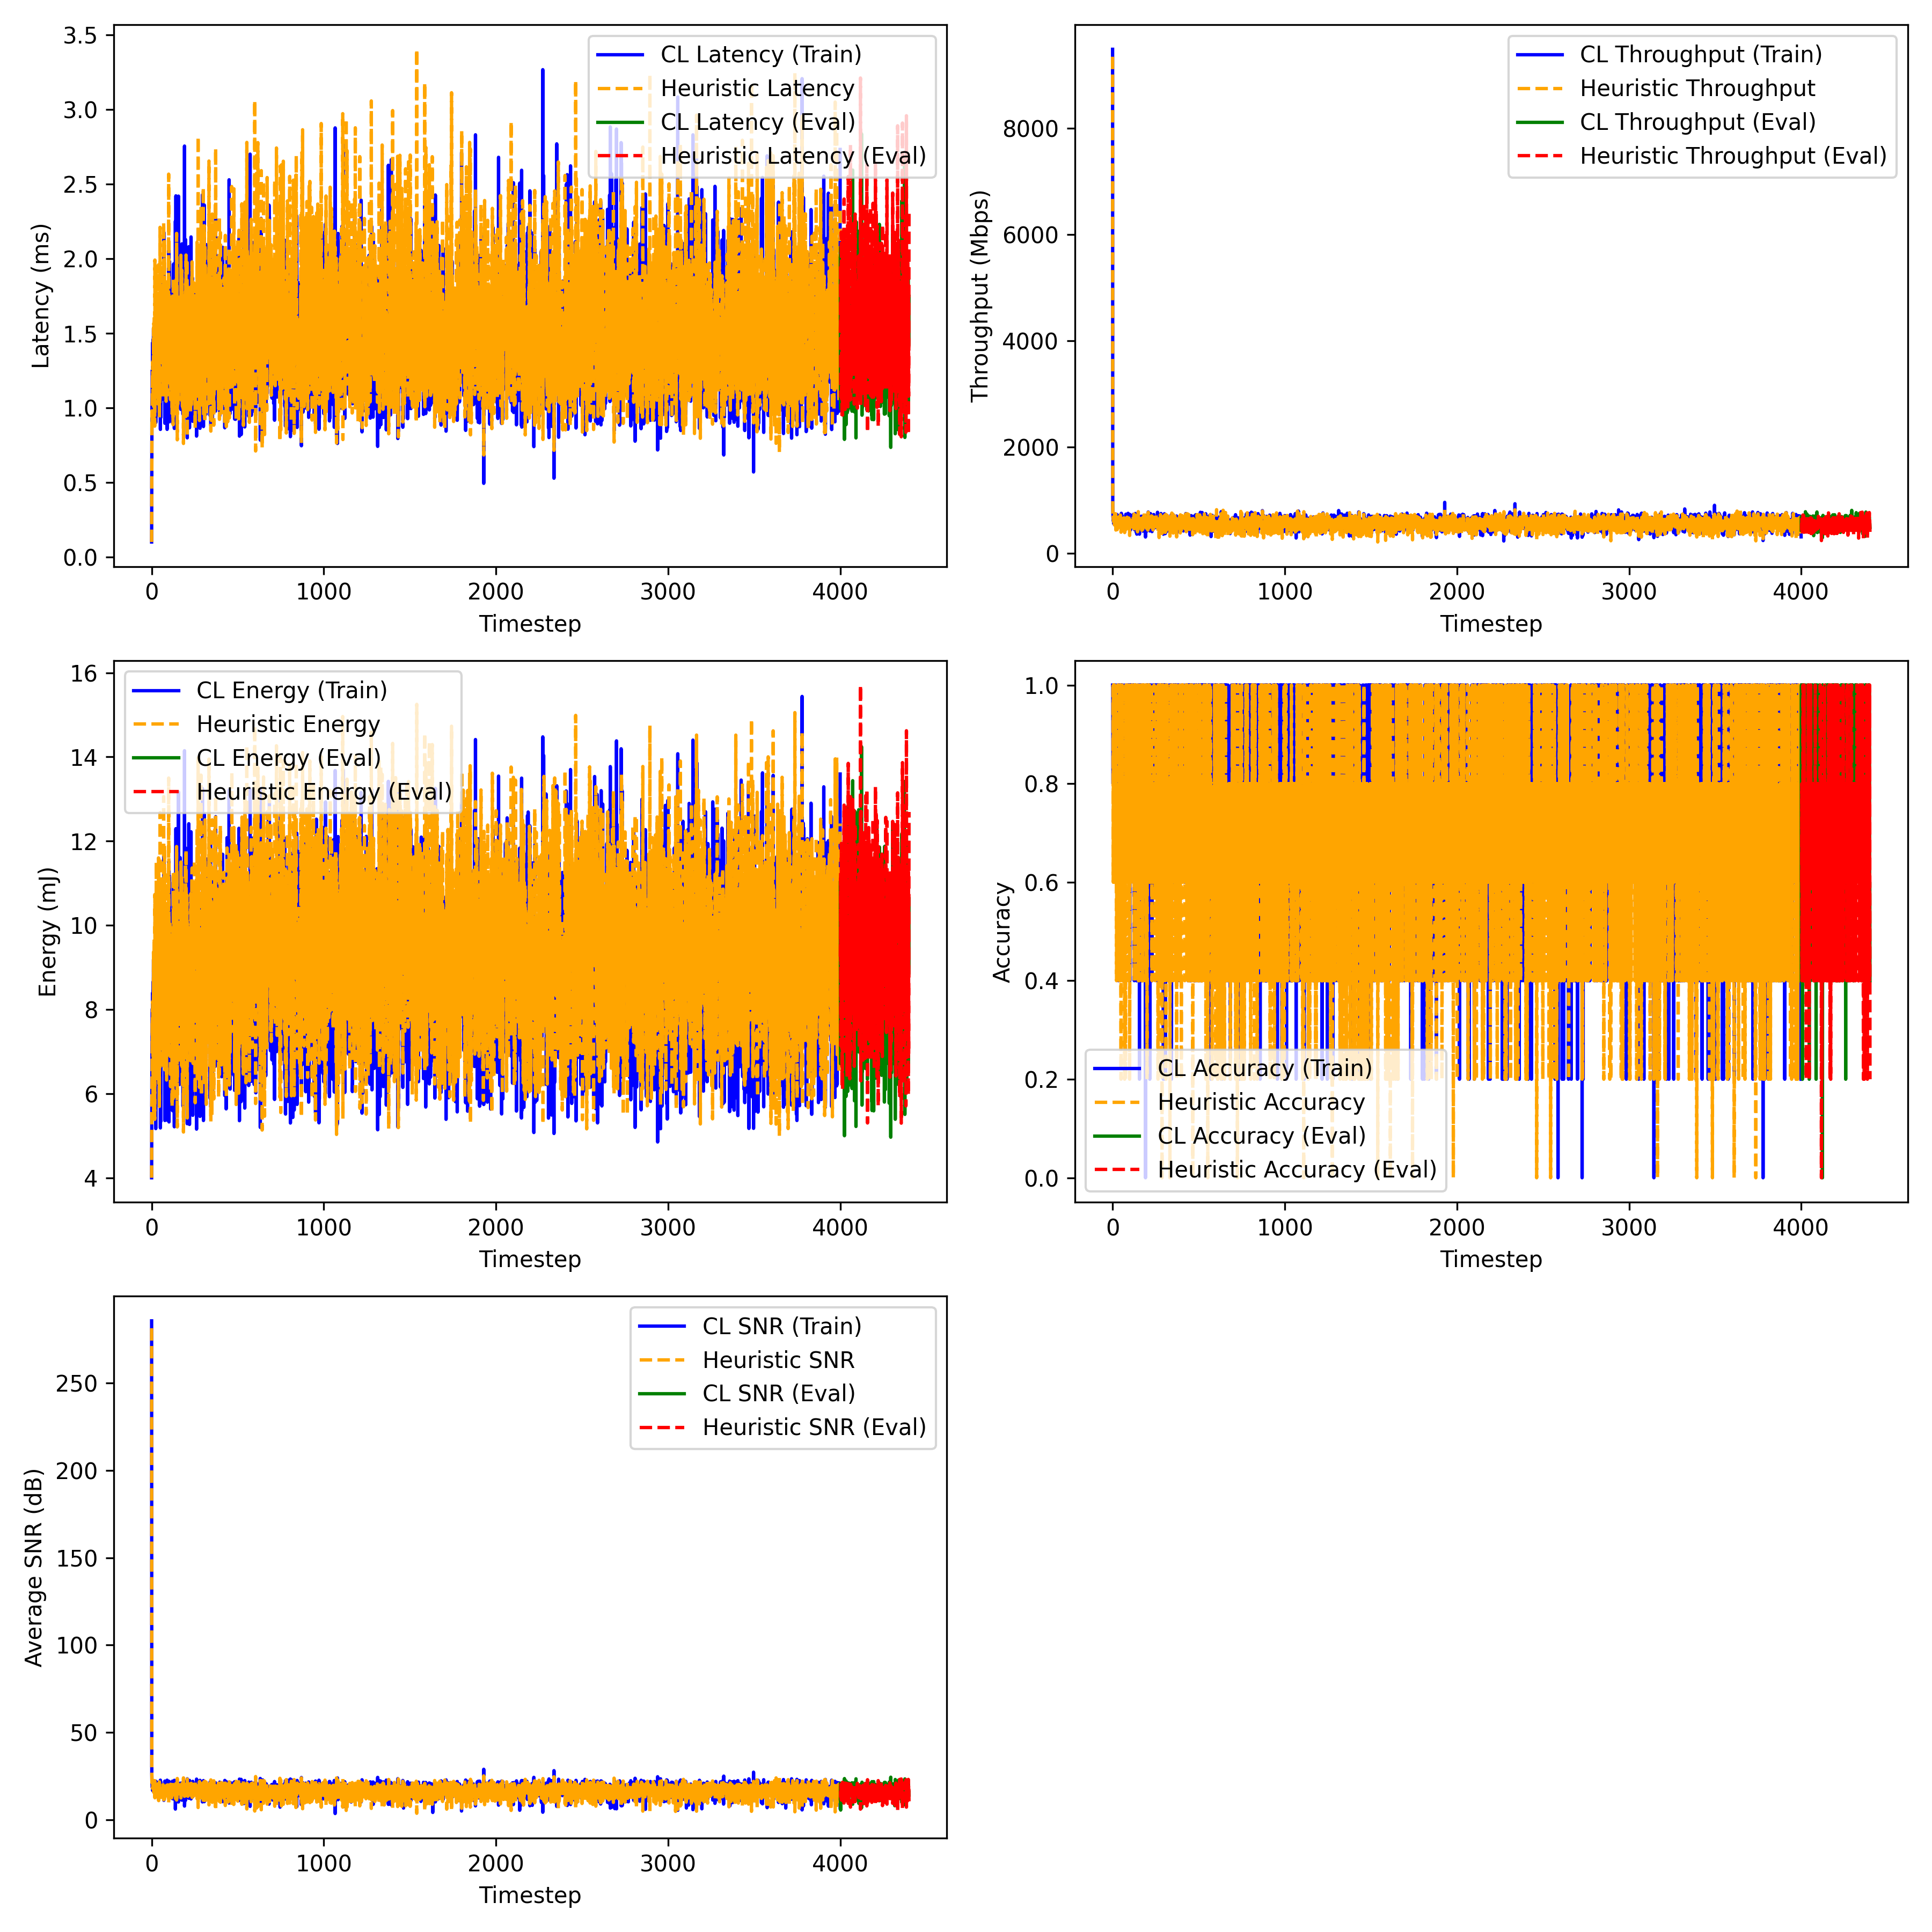 3.5
3.0
2.5
2.0
1.5
1.0
0.5
0.0
Latency (ms)
CL Latency (Train)
Heuristic Latency
CL Latency (Eval)
Heuristic Latency (Eval)
0 1000 2000 3000 4000
Timestep
8000
6000
4000
2000
0
Throughput (Mbps)
CL Throughput (Train)
Heuristic Throughput
CL Throughput (Eval)
Heuristic Throughput (Eval)
0 1000 2000 3000 4000
Timestep
16
14
12
10
8
6
4
Energy (mJ)
CL Energy (Train)
Heuristic Energy
CL Energy (Eval)
Heuristic Energy (Eval)
0 1000 2000 3000 4000
Timestep
1.0
0.8
0.6
0.4
0.2
0.0
Accuracy
CL Accuracy (Train)
Heuristic Accuracy
CL Accuracy (Eval)
Heuristic Accuracy (Eval)
0 1000 2000 3000 4000
Timestep
250
200
150
100
50
0
Average SNR (dB)
CL SNR (Train)
Heuristic SNR
CL SNR (Eval)
Heuristic SNR (Eval)
0 1000 2000 3000 4000
Timestep